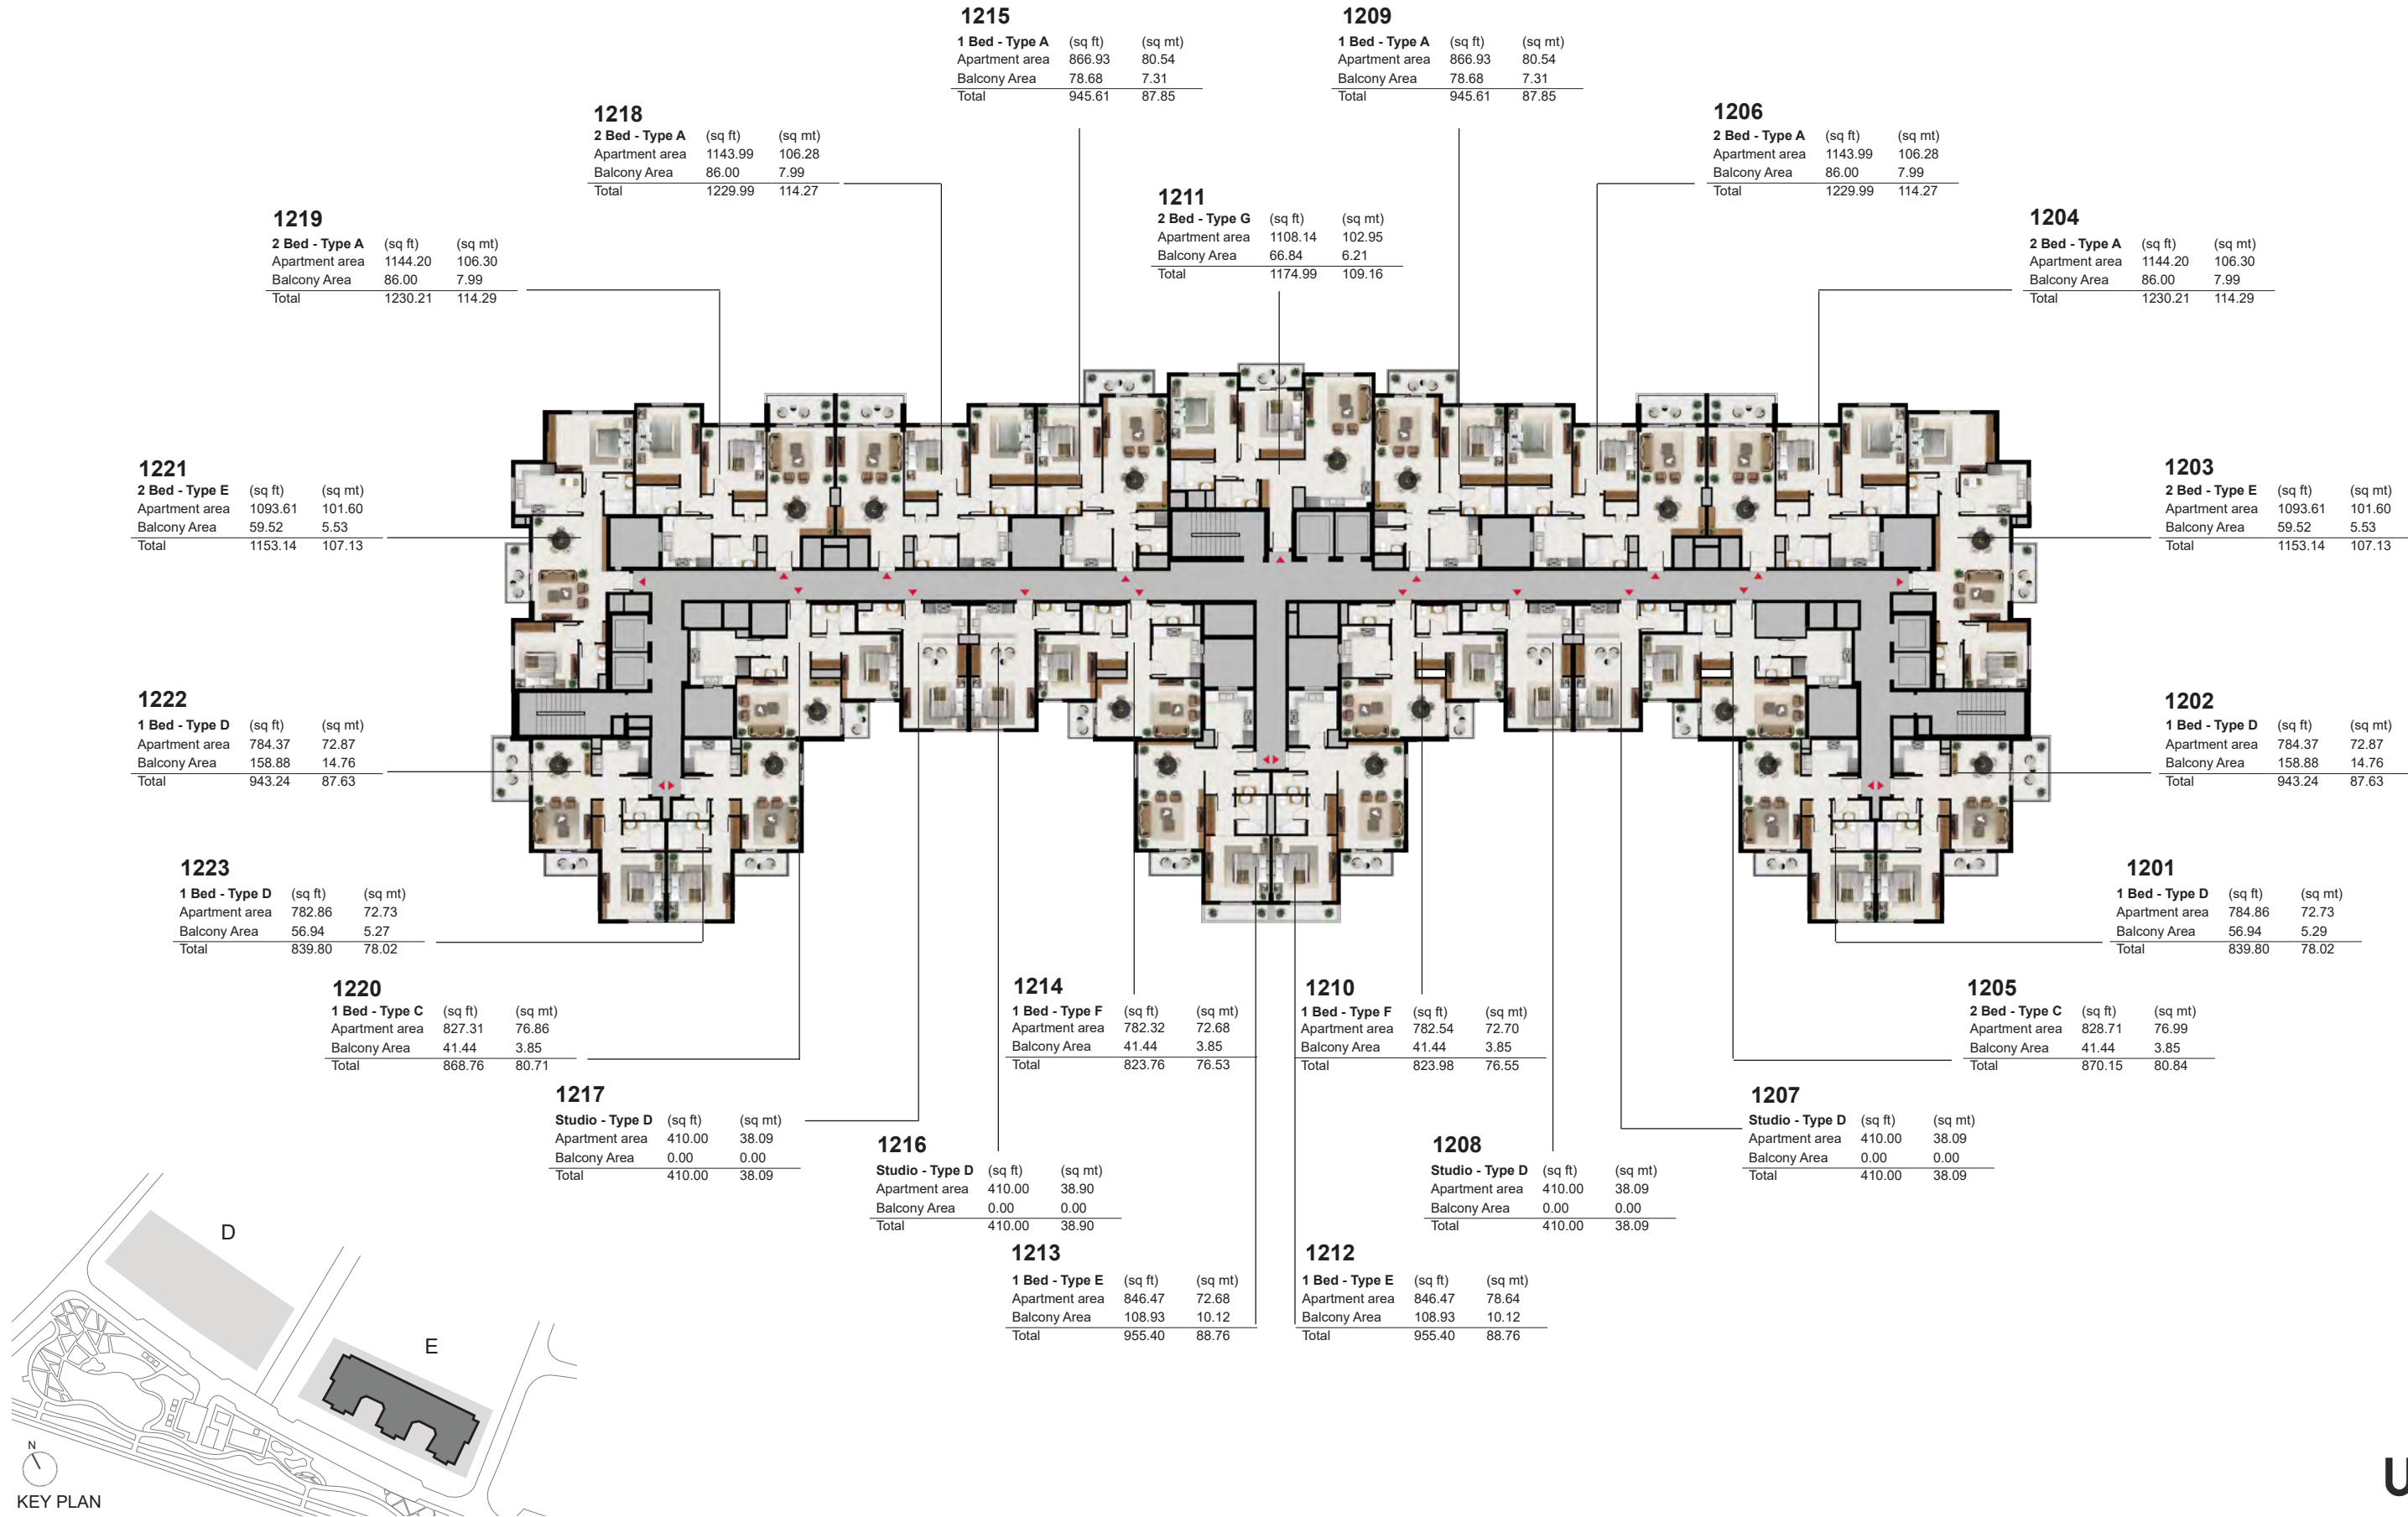 1215
1 Bed - Type A (sq ft) (sq mt)
Apartment area 866.93 80.54
Balcony Area 78.68 7.31
Total 945.61 87.85
1209
1 Bed - Type A (sq ft) (sq mt)
Apartment area 866.93 80.54
Balcony Area 78.68 7.31
Total 945.61 87.85
1218
2 Bed - Type A (sq ft) (sq mt)
Apartment area 1143.99 106.28
Balcony Area 86.00 7.99
Total 1229.99 114.27
1206
2 Bed - Type A (sq ft) (sq mt)
Apartment area 1143.99 106.28
Balcony Area 86.00 7.99
Total 1229.99 114.27
1211
2 Bed - Type G (sq ft) (sq mt)
Apartment area 1108.14 102.95
Balcony Area 66.84 6.21
Total 1174.99 109.16
1219
2 Bed - Type A (sq ft) (sq mt)
Apartment area 1144.20 106.30
Balcony Area 86.00 7.99
Total 1230.21 114.29
1204
2 Bed - Type A (sq ft) (sq mt)
Apartment area 1144.20 106.30
Balcony Area 86.00 7.99
Total 1230.21 114.29
1221
2 Bed - Type E (sq ft) (sq mt)
Apartment area 1093.61 101.60
Balcony Area 59.52 5.53
Total 1153.14 107.13
1203
2 Bed - Type E (sq ft) (sq mt)
Apartment area 1093.61 101.60
Balcony Area 59.52 5.53
Total 1153.14 107.13
1222
1 Bed - Type D (sq ft) (sq mt)
Apartment area 784.37 72.87
Balcony Area 158.88 14.76
Total 943.24 87.63
1202
1 Bed - Type D (sq ft) (sq mt)
Apartment area 784.37 72.87
Balcony Area 158.88 14.76
Total 943.24 87.63
1223
1 Bed - Type D (sq ft) (sq mt)
Apartment area 782.86 72.73
Balcony Area 56.94 5.27
Total 839.80 78.02
1201
1 Bed - Type D (sq ft) (sq mt)
Apartment area 784.86 72.73
Balcony Area 56.94 5.29
Total 839.80 78.02
1220
1 Bed - Type C (sq ft) (sq mt)
Apartment area 827.31 76.86
Balcony Area 41.44 3.85
Total 868.76 80.71
1214
1 Bed - Type F (sq ft) (sq mt)
Apartment area 782.32 72.68
Balcony Area 41.44 3.85
Total 823.76 76.53
1210
1 Bed - Type F (sq ft) (sq mt)
Apartment area 782.54 72.70
Balcony Area 41.44 3.85
Total 823.98 76.55
1205
2 Bed - Type C (sq ft) (sq mt)
Apartment area 828.71 76.99
Balcony Area 41.44 3.85
Total 870.15 80.84
1217
Studio - Type D (sq ft) (sq mt)
Apartment area 410.00 38.09
Balcony Area 0.00 0.00
Total 410.00 38.09
1207
Studio - Type D (sq ft) (sq mt)
Apartment area 410.00 38.09
Balcony Area 0.00 0.00
Total 410.00 38.09
1216
Studio - Type D (sq ft) (sq mt)
Apartment area 410.00 38.90
Balcony Area 0.00 0.00
Total 410.00 38.90
1208
Studio - Type D (sq ft) (sq mt)
Apartment area 410.00 38.09
Balcony Area 0.00 0.00
Total 410.00 38.09
1213
1 Bed - Type E (sq ft) (sq mt)
Apartment area 846.47 72.68
Balcony Area 108.93 10.12
Total 955.40 88.76
1212
1 Bed - Type E (sq ft) (sq mt)
Apartment area 846.47 78.64
Balcony Area 108.93 10.12
Total 955.40 88.76
D
E
N
KEY PLAN
U